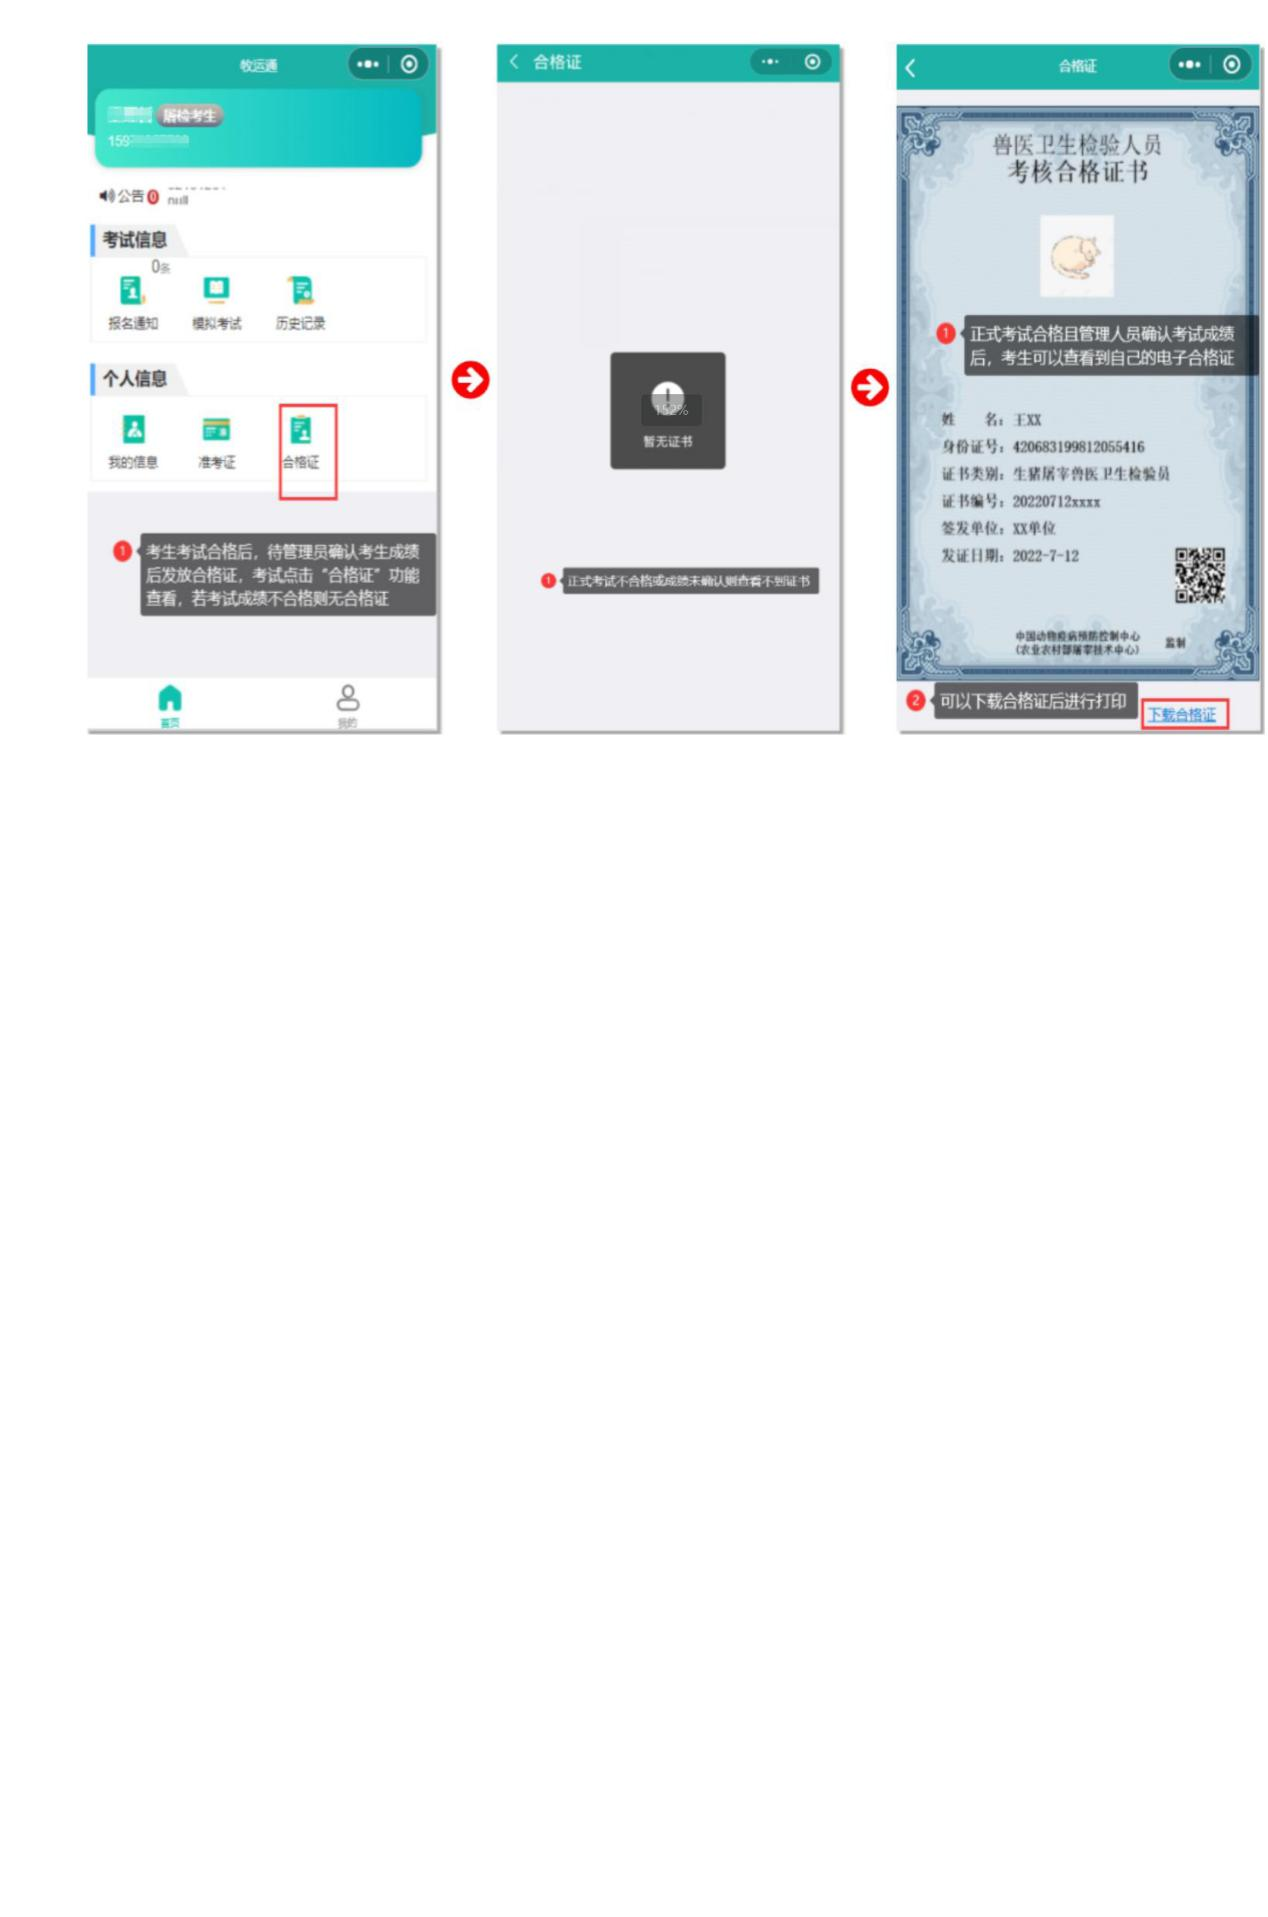 牧运通
屠检考生
159
公告 0
null
考试信息
0条
报名通知 模拟考试 历史记录
个人信息
我的信息 准考证 合格证
1 考生考试合格后，待管理员确认考生成绩
后发放合格证，考试点击“合格证”功能
查看，若考试成绩不合格则无合格证
首页 我的
合格证
152%
暂无证书
1 正式考试不合格或成绩未确认则查看不到证书
合格证
兽医卫生检验人员
考核合格证书
1 正式考试合格且管理人员确认考试成绩
后，考生可以查看到自己的电子合格证
姓 名：王XX
身份证号：420683199812055416
证书类别：生猪屠宰兽医卫生检验员
证书编号：20220712xxxx
签发单位：XX单位
发证日期：2022-7-12
中国动物疫病预防控制中心
(农业农村部屠宰技术中心) 监制
2 可以下载合格证后进行打印
下载合格证